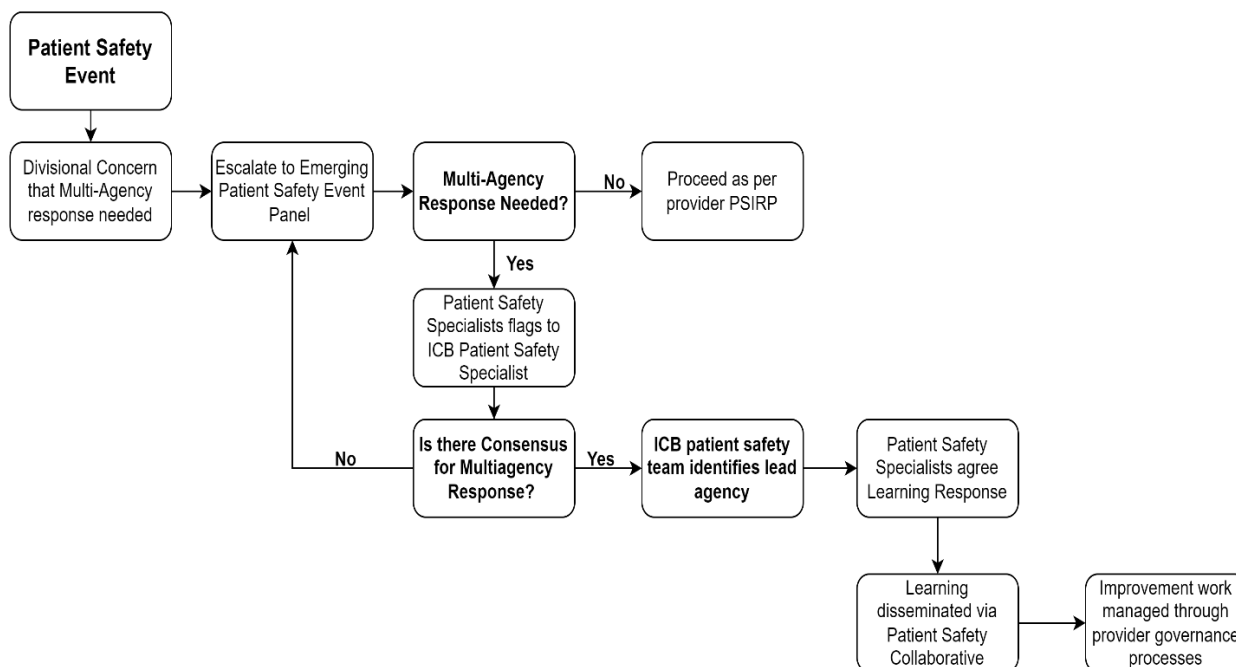 Patient Safety
Event
Divisional Concern
that Multi-Agency
response needed
Escalate to Emerging
Patient Safety Event
Panel
Multi-Agency
Response Needed?
No
Proceed as per
provider PSIRP
Yes
Patient Safety
Specialists flags to
ICB Patient Safety
Specialist
Is there Consensus
for Multiagency
Response?
No
Yes
ICB patient safety
team identifies lead
agency
Patient Safety
Specialists agree
Learning Response
Learning
disseminated via
Patient Safety
Collaborative
Improvement work
managed through
provider governance
processes